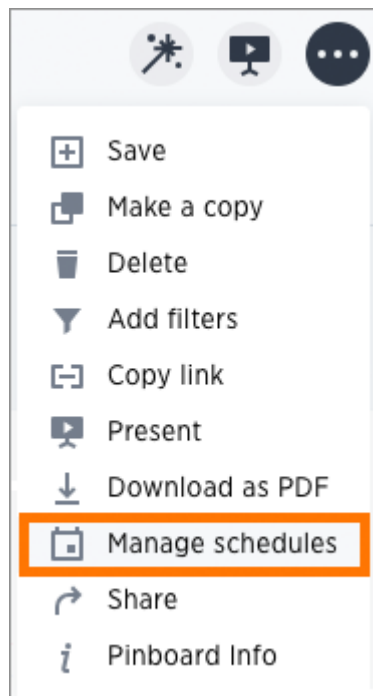 Save
Make a copy
Delete
Add filters
Copy link
Present
Download as PDF
Manage schedules
Share
Pinboard Info